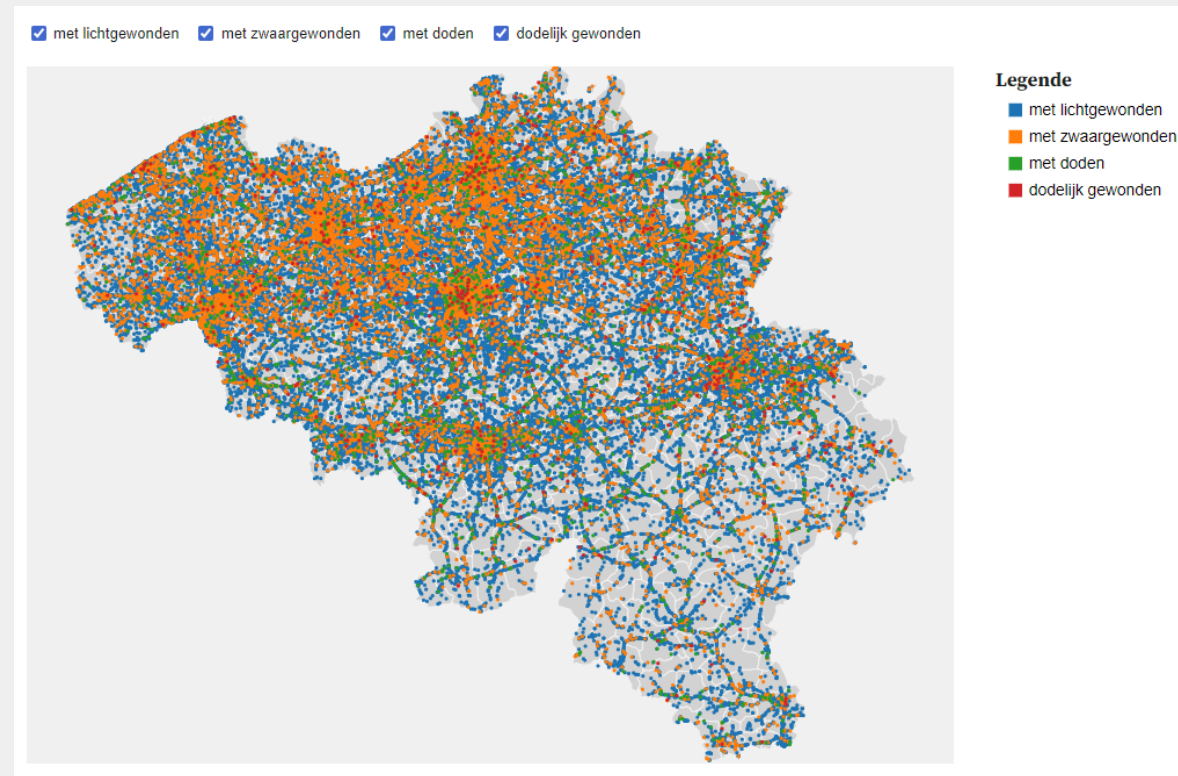 met lichtgewonden met zwaargewonden met doden dodelijk gewonden
Legende
met lichtgewonden
met zwaargewonden
met doden
dodelijk gewonden